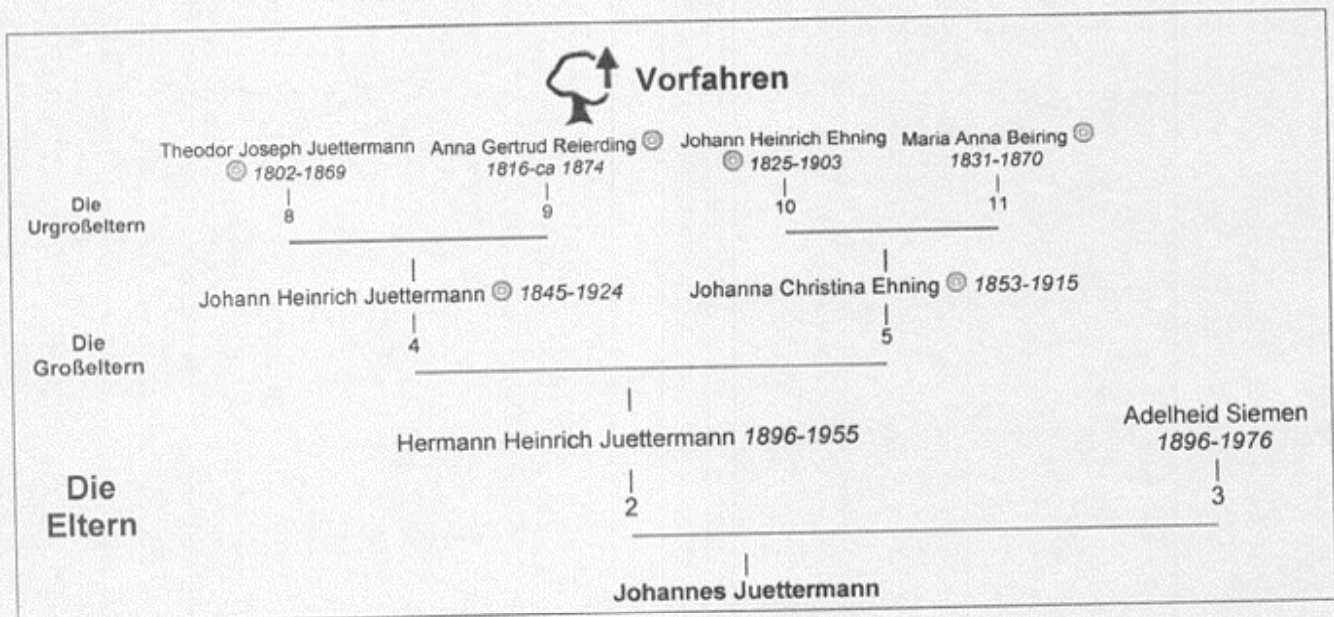 Vorfahren
Theodor Joseph Juettermann
1802-1869
Anna Gertrud Reierding
1816-ca 1874
Johann Heinrich Ehning
1825-1903
Maria Anna Beiring
1831-1870
Die
Urgroßeltern
8
9
10
11
Johann Heinrich Juettermann 1845-1924
Johanna Christina Ehning 1853-1915
Die
Großeltern
4
5
Hermann Heinrich Juettermann 1896-1955
Adelheid Siemen
1896-1976
Die
Eltern
2
3
Johannes Juettermann